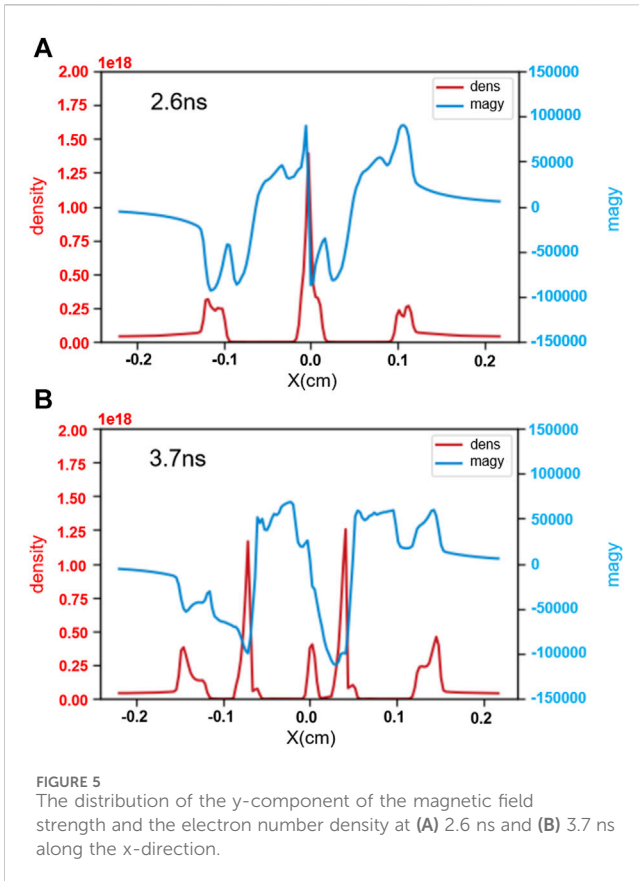 A
1e18
2.00
1.75
1.50
1.25
1.00
0.75
0.50
0.25
0.00
density
2.6ns
dens
magy
150000
100000
50000
0
-50000
-100000
-150000
magy
-0.2
-0.1
0.0
0.1
0.2
X(cm)
B
1e18
2.00
1.75
1.50
1.25
1.00
0.75
0.50
0.25
0.00
density
3.7ns
dens
magy
150000
100000
50000
0
-50000
-100000
-150000
magy
-0.2
-0.1
0.0
0.1
0.2
X(cm)
FIGURE 5
The distribution of the y-component of the magnetic field
strength and the electron number density at (A) 2.6 ns and (B) 3.7 ns
along the x-direction.